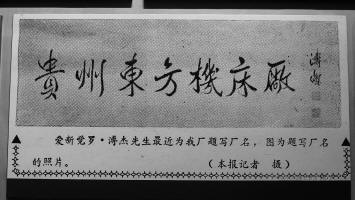 貴州東方機床厰
溥傑
爱新觉罗·溥杰先生最近为我厂题写厂名，图为题写厂名
的照片。 （本报记者 摄）